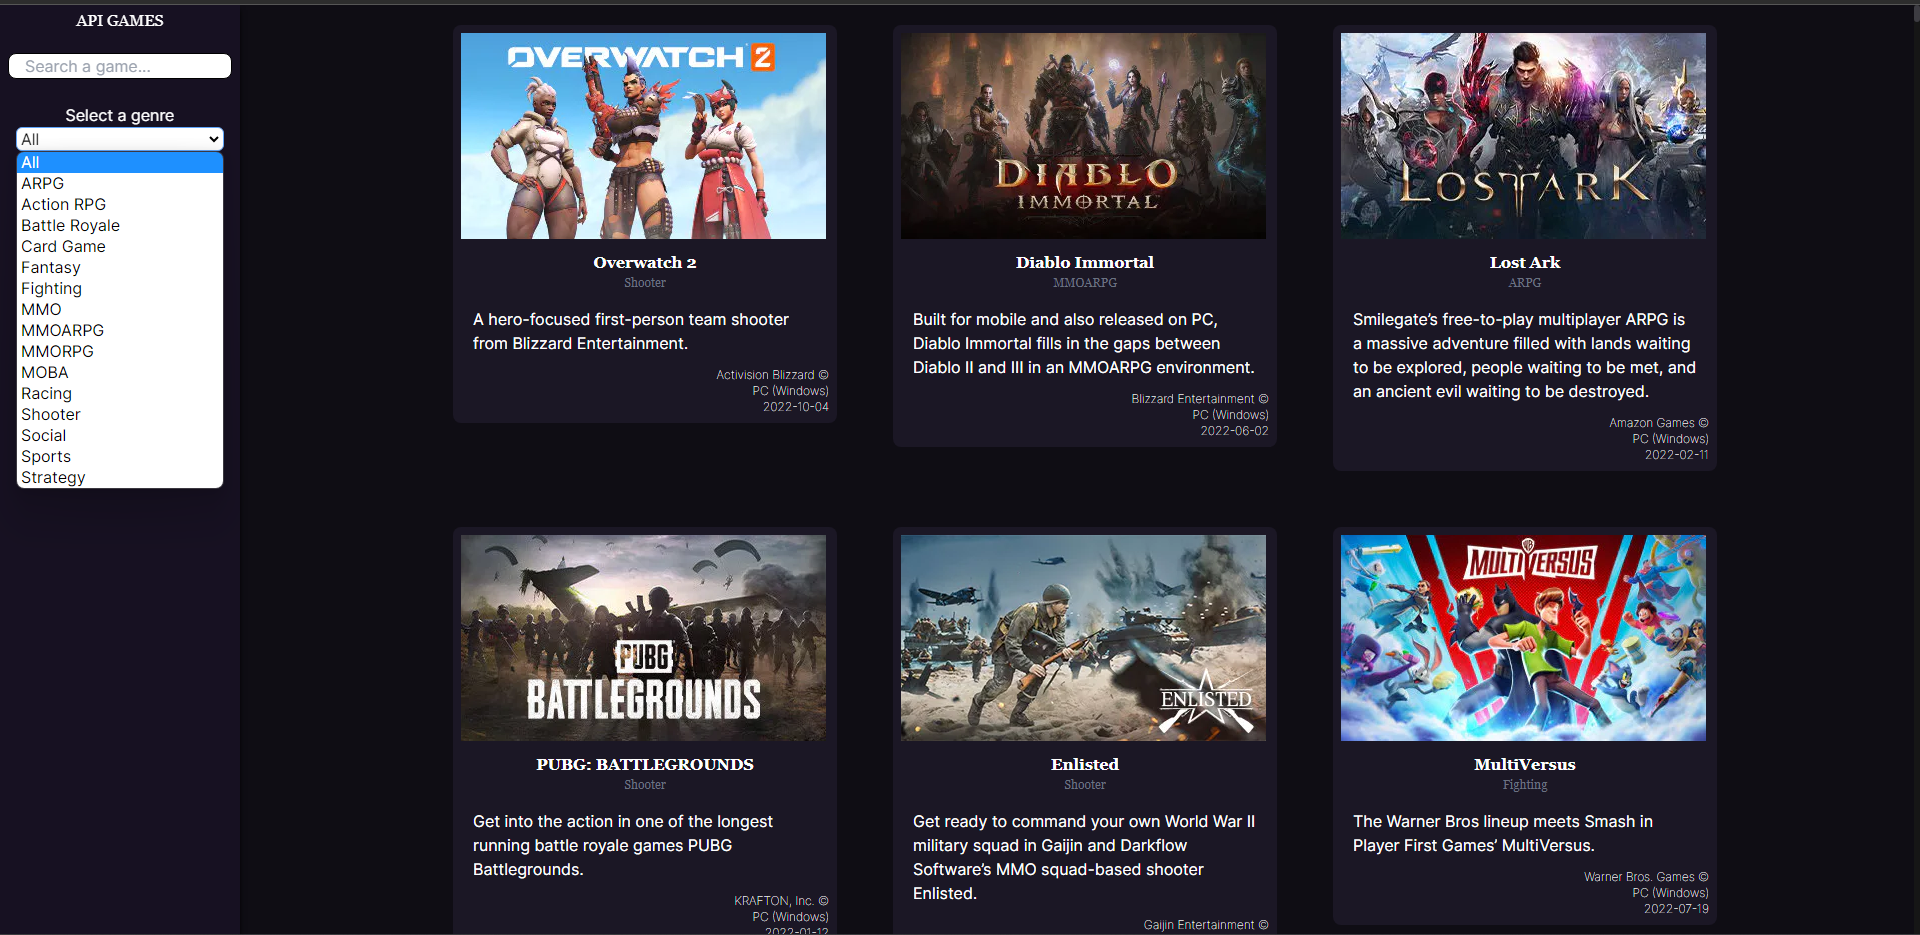 API GAMES
Search a game...
Select a genre
All
All
ARPG
Action RPG
Battle Royale
Card Game
Fantasy
Fighting
MMO
MMOARPG
MMORPG
MOBA
Racing
Shooter
Social
Sports
Strategy
OVERWATCH 2
Overwatch 2
Shooter
A hero-focused first-person team shooter
from Blizzard Entertainment.
Activision Blizzard ©
PC (Windows)
2022-10-04
DIABLO
IMMORTAL
Diablo Immortal
MMOARPG
Built for mobile and also released on PC,
Diablo Immortal fills in the gaps between
Diablo II and III in an MMOARPG environment.
Blizzard Entertainment ©
PC (Windows)
2022-06-02
LOST ARK
Lost Ark
ARPG
Smilegate’s free-to-play multiplayer ARPG is
a massive adventure filled with lands waiting
to be explored, people waiting to be met, and
an ancient evil waiting to be destroyed.
Amazon Games ©
PC (Windows)
2022-02-11
PUBG
BATTLEGROUNDS
PUBG: BATTLEGROUNDS
Shooter
Get into the action in one of the longest
running battle royale games PUBG
Battlegrounds.
KRAFTON, Inc. ©
PC (Windows)
2022-01-12
ENLISTED
Enlisted
Shooter
Get ready to command your own World War II
military squad in Gaijin and Darkflow
Software’s MMO squad-based shooter
Enlisted.
Gaijin Entertainment ©
WB
MULTIVERSUS
MultiVersus
Fighting
The Warner Bros lineup meets Smash in
Player First Games’ MultiVersus.
Warner Bros. Games ©
PC (Windows)
2022-07-19